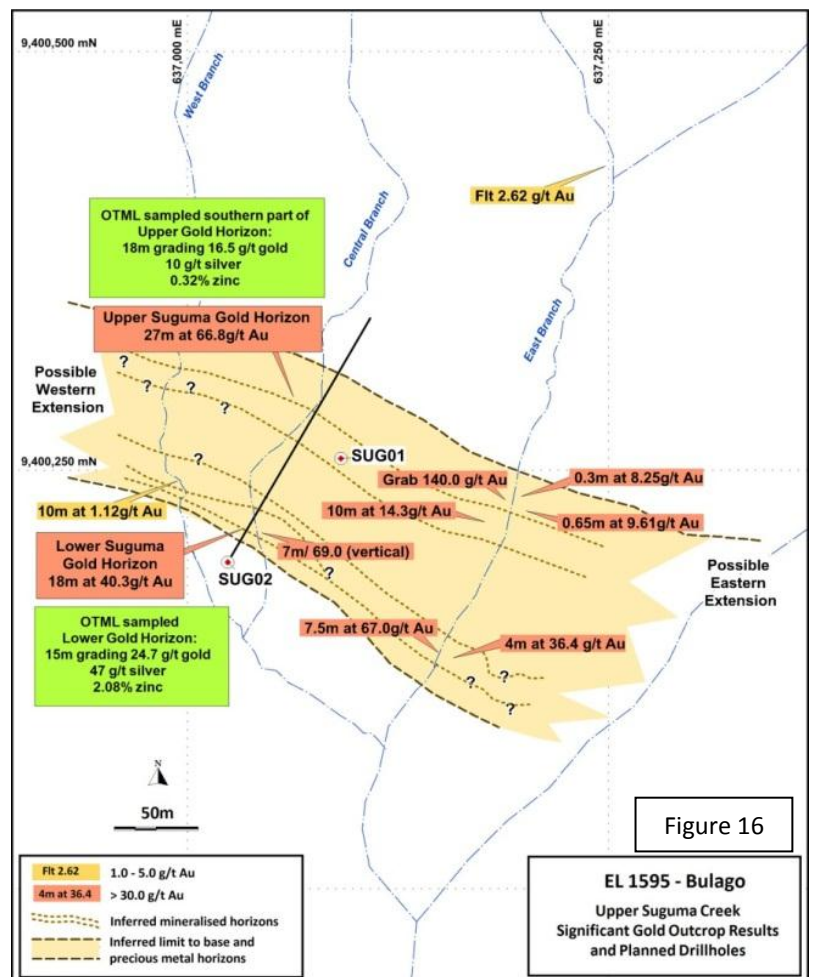 9,400,500 mN
637,000 mE
637,250 mE
West Branch
Central Branch
East Branch
Flt 2.62 g/t Au
OTML sampled southern part of
Upper Gold Horizon:
18m grading 16.5 g/t gold
10 g/t silver
0.32% zinc
Upper Suguma Gold Horizon
27m at 66.8g/t Au
Possible
Western
Extension
?
?
?
?
?
9,400,250 mN
SUG01
Grab 140.0 g/t Au
0.3m at 8.25g/t Au
10m at 14.3g/t Au
0.65m at 9.61g/t Au
10m at 1.12g/t Au
Lower Suguma
Gold Horizon
18m at 40.3g/t Au
7m/ 69.0 (vertical)
SUG02
?
Possible
Eastern
Extension
OTML sampled
Lower Gold Horizon:
15m grading 24.7 g/t gold
47 g/t silver
2.08% zinc
7.5m at 67.0g/t Au
4m at 36.4 g/t Au
?
?
?
N
50m
Figure 16
Flt 2.62 1.0 - 5.0 g/t Au
4m at 36.4 > 30.0 g/t Au
Inferred mineralised horizons
Inferred limit to base and
precious metal horizons
EL 1595 - Bulago
Upper Suguma Creek
Significant Gold Outcrop Results
and Planned Drillholes